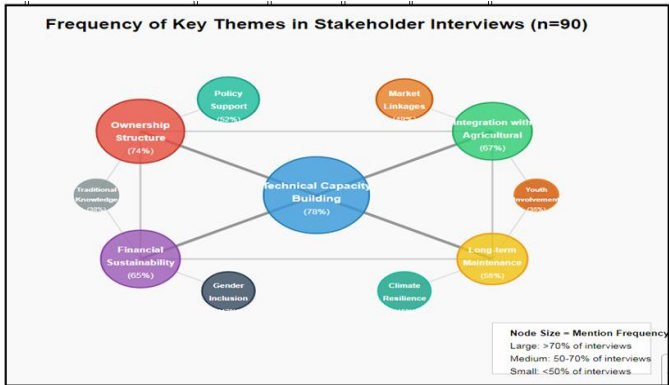 Frequency of Key Themes in Stakeholder Interviews (n=90)
Policy
Support
(52%)
Market
Linkages
Ownership
Structure
(74%)
Integration with
Agricultural
(67%)
Technical Capacity
Building
(78%)
Traditional
Knowledge
Youth
Involvement
Financial
Sustainability
(65%)
Long-term
Maintenance
Gender
Inclusion
Climate
Resilience
Node Size = Mention Frequency
Large: >70% of interviews
Medium: 50-70% of interviews
Small: <50% of interviews